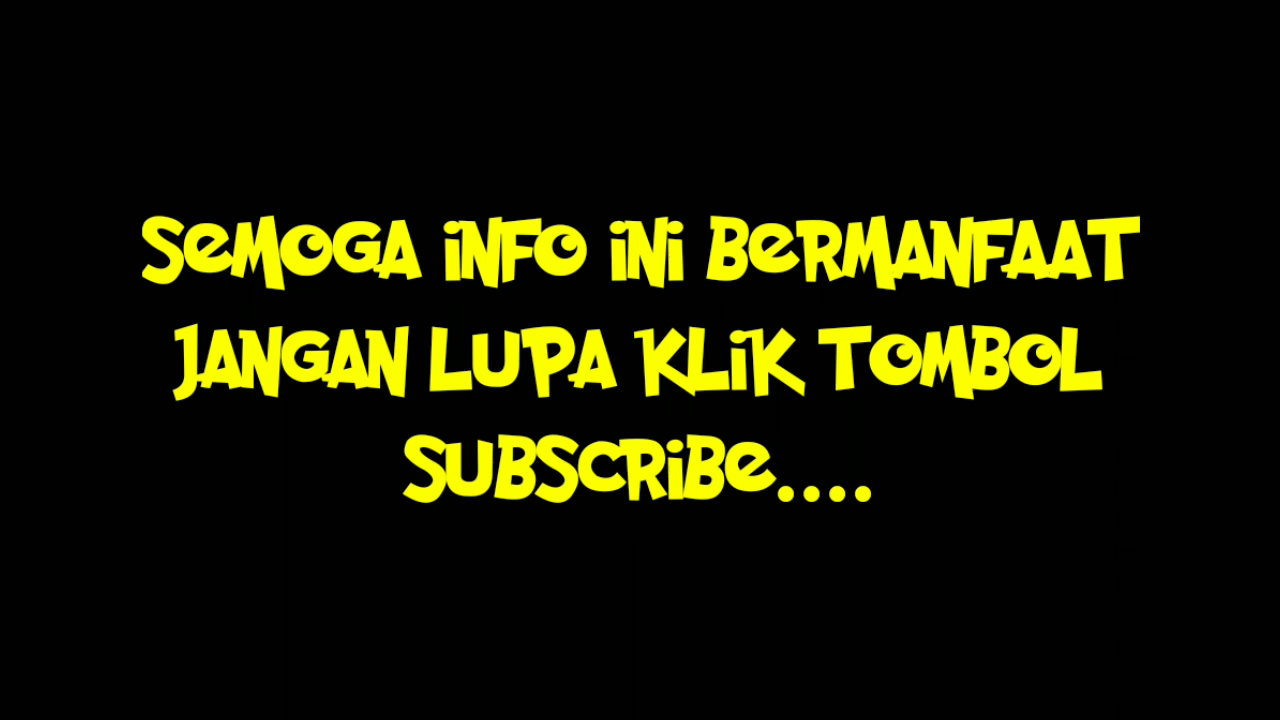 SEMOGA INFO INI BERMANFAAT
JANGAN LUPA KLIK TOMBOL
SUBSCRIBE....